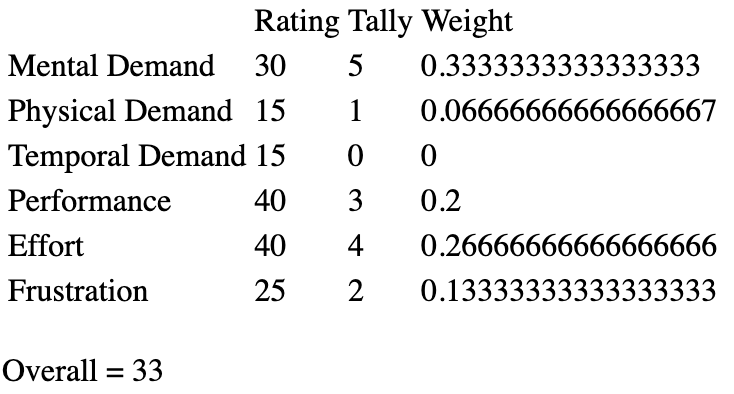 Rating Tally Weight
Mental Demand 30 5 0.3333333333333333
Physical Demand 15 1 0.06666666666666667
Temporal Demand 15 0 0
Performance 40 3 0.2
Effort 40 4 0.26666666666666666
Frustration 25 2 0.13333333333333333
Overall = 33